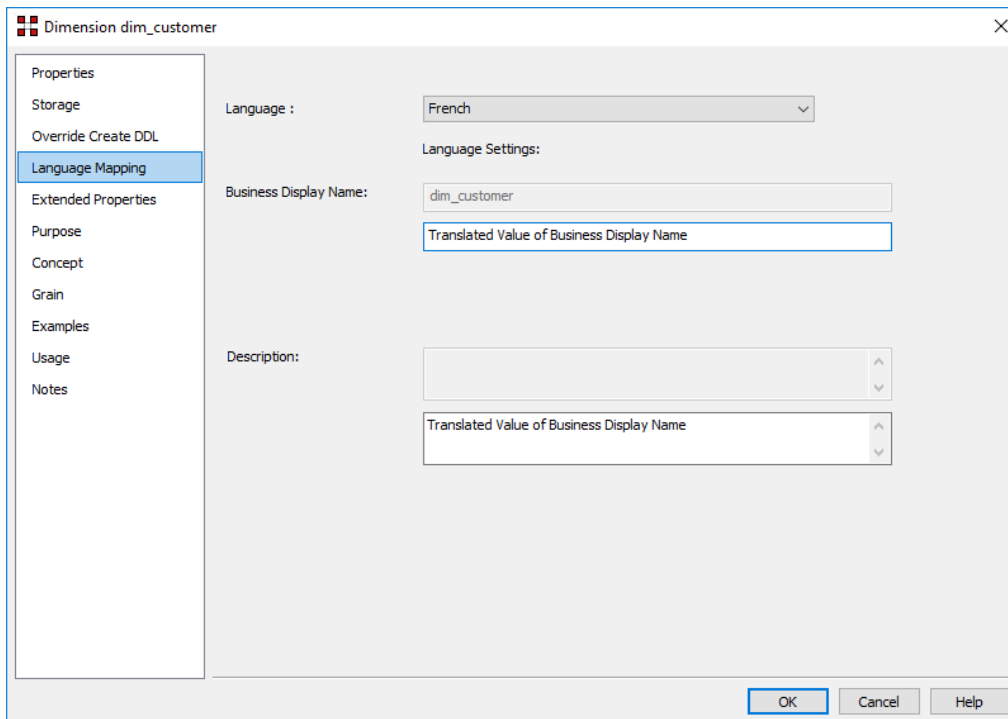 Dimension dim_customer
Properties
Storage
Override Create DDL
Language Mapping
Extended Properties
Purpose
Concept
Grain
Examples
Usage
Notes
Language :
French
Language Settings:
Business Display Name:
dim_customer
Translated Value of Business Display Name
Description:
Translated Value of Business Display Name
OK
Cancel
Help